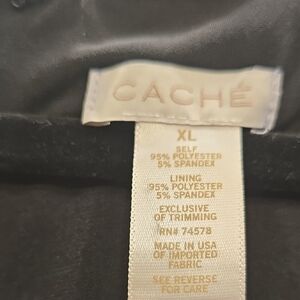 CACHÉ
XL
SELF
95% POLYESTER
5% SPANDEX
LINING
95% POLYESTER
5% SPANDEX
EXCLUSIVE
OF TRIMMING
RN# 74578
MADE IN USA
OF IMPORTED
FABRIC
SEE REVERSE
FOR CARE